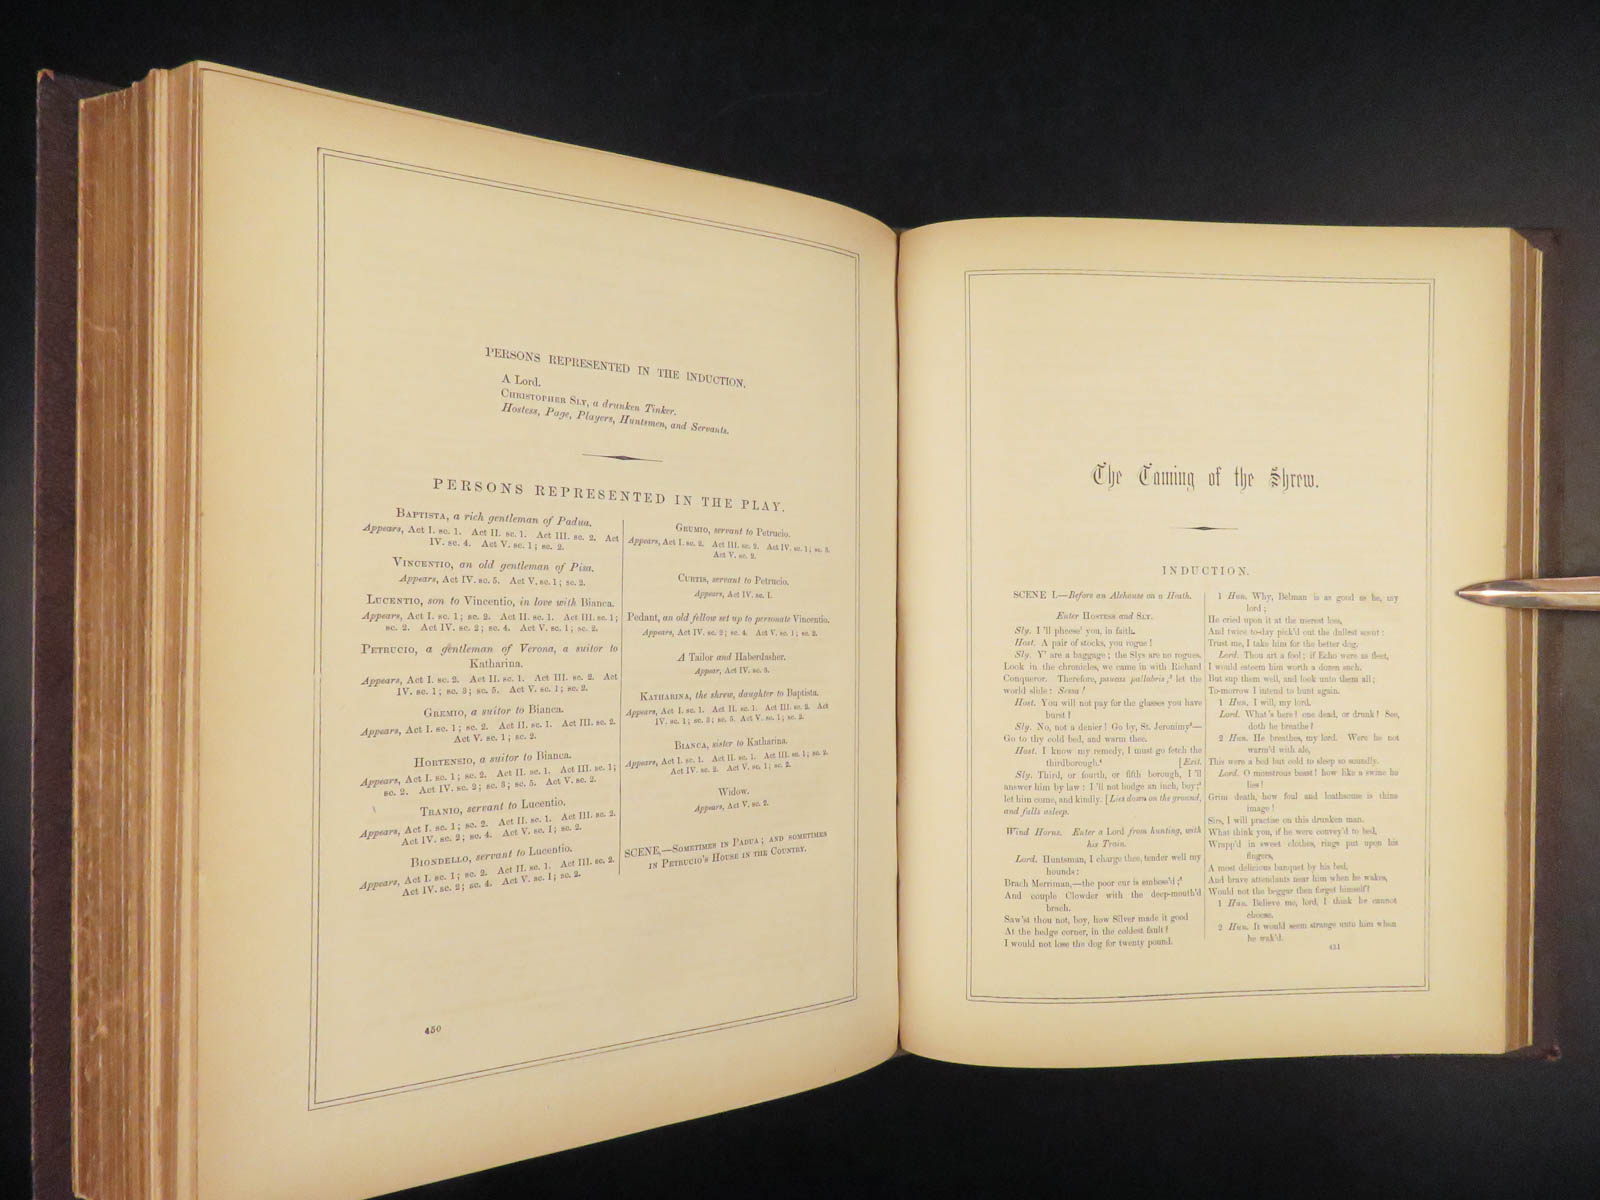 PERSONS REPRESENTED IN THE INDUCTION.
A Lord.
CHRISTOPHER SLY, a drunken Tinker.
Hostess, Page, Players, Huntsmen, and Servants.
PERSONS REPRESENTED IN THE PLAY.
BAPTISTA, a rich gentleman of Padua.
Appears, Act I. sc. 1. Act II. sc. 1. Act III. sc. 2. Act
IV. sc. 4. Act V. sc. 1; sc. 2.
VINCENTIO, an old gentleman of Pisa.
Appears, Act IV. sc. 5. Act V. sc. 1; sc. 2.
LUCENTIO, son to Vincentio, in love with Bianca.
Appears, Act I. sc. 1; sc. 2. Act II. sc. 1. Act III. sc. 1;
sc. 2. Act IV. sc. 2; sc. 4. Act V. sc. 1; sc. 2.
PETRUCIO, a gentleman of Verona, a suitor to
Katharina.
Appears, Act I. sc. 2. Act II. sc. 1. Act III. sc. 2. Act
IV. sc. 1; sc. 3; sc. 5. Act V. sc. 1; sc. 2.
GREMIO, a suitor to Bianca.
Appears, Act I. sc. 1; sc. 2. Act II. sc. 1. Act III. sc. 2.
Act V. sc. 1; sc. 2.
HORTENSIO, a suitor to Bianca.
Appears, Act I. sc. 1; sc. 2. Act II. sc. 1. Act III. sc. 1;
sc. 2. Act IV. sc. 2; sc. 3; sc. 5. Act V. sc. 2.
TRANIO, servant to Lucentio.
Appears, Act I. sc. 1; sc. 2. Act II. sc. 1. Act III. sc. 2.
Act IV. sc. 2; sc. 4. Act V. sc. 1; sc. 2.
BIONDELLO, servant to Lucentio.
Appears, Act I. sc. 1; sc. 2. Act II. sc. 1. Act III. sc. 2.
Act IV. sc. 2; sc. 4. Act V. sc. 1; sc. 2.
GRUMIO, servant to Petrucio.
Appears, Act I. sc. 2. Act III. sc. 2. Act IV. sc. 1; sc. 3.
Act V. sc. 2.
CURTIS, servant to Petrucio.
Appears, Act IV. sc. 1.
Pedant, an old fellow set up to personate Vincentio.
Appears, Act IV. sc. 2; sc. 4. Act V. sc. 1; sc. 2.
A Tailor and Haberdasher.
Appear, Act IV. sc. 3.
KATHARINA, the shrew, daughter to Baptista.
Appears, Act I. sc. 1. Act II. sc. 1. Act III. sc. 2. Act
IV. sc. 1; sc. 3; sc. 5. Act V. sc. 1; sc. 2.
BIANCA, sister to Katharina.
Appears, Act I. sc. 1. Act II. sc. 1. Act III. sc. 1; sc. 2.
Act IV. sc. 2. Act V. sc. 1; sc. 2.
Widow.
Appears, Act V. sc. 2.
SCENE,—SOMETIMES IN PADUA; AND SOMETIMES
IN PETRUCIO'S HOUSE IN THE COUNTRY.
450
The Taming of the Shrew.
INDUCTION.
SCENE I.—Before an Alehouse on a Heath.
Enter HOSTESS and SLY.
Sly. I 'll pheese you, in faith.
Host. A pair of stocks, you rogue!
Sly. Y' are a baggage; the Slys are no rogues.
Look in the chronicles, we came in with Richard
Conqueror. Therefore, paucas pallabris; let the
world slide: Sessa!
Host. You will not pay for the glasses you have
burst?
Sly. No, not a denier! Go by, St. Jeronimy—
Go to thy cold bed, and warm thee.
Host. I know my remedy, I must go fetch the
thirdborough. [Exit.
Sly. Third, or fourth, or fifth borough, I 'll
answer him by law: I 'll not budge an inch, boy;
let him come, and kindly. [Lies down on the ground,
and falls asleep.
Wind Horns. Enter a Lord from hunting, with
his Train.
Lord. Huntsman, I charge thee, tender well my
hounds:
Brach Merriman,—the poor cur is emboss'd;
And couple Clowder with the deep-mouth'd
brach.
Saw'st thou not, boy, how Silver made it good
At the hedge corner, in the coldest fault?
I would not lose the dog for twenty pound.
1 Hun. Why, Belman is as good as he, my
lord;
He cried upon it at the merest loss,
And twice to-day pick'd out the dullest scent:
Trust me, I take him for the better dog.
Lord. Thou art a fool; if Echo were as fleet,
I would esteem him worth a dozen such.
But sup them well, and look unto them all;
To-morrow I intend to hunt again.
1 Hun. I will, my lord.
Lord. What's here? one dead, or drunk? See,
doth he breathe?
2 Hun. He breathes, my lord. Were he not
warm'd with ale,
This were a bed but cold to sleep so soundly.
Lord. O monstrous beast! how like a swine he
lies!
Grim death, how foul and loathsome is thine
image!
Sirs, I will practise on this drunken man.
What think you, if he were convey'd to bed,
Wrapp'd in sweet clothes, rings put upon his
fingers,
A most delicious banquet by his bed,
And brave attendants near him when he wakes,
Would not the beggar then forget himself?
1 Hun. Believe me, lord, I think he cannot
choose.
2 Hun. It would seem strange unto him when
he wak'd.
451